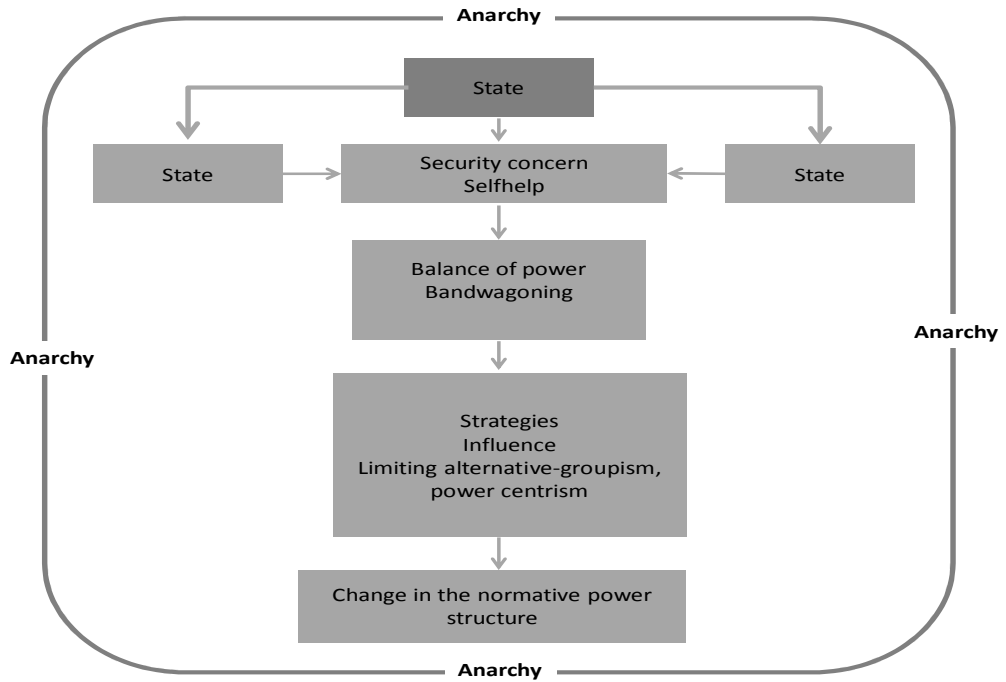 Anarchy
State
State
Security concern
Selfhelp
State
Balance of power
Bandwagoning
Anarchy
Anarchy
Strategies
Influence
Limiting alternative-groupism,
power centrism
Change in the normative power
structure
Anarchy